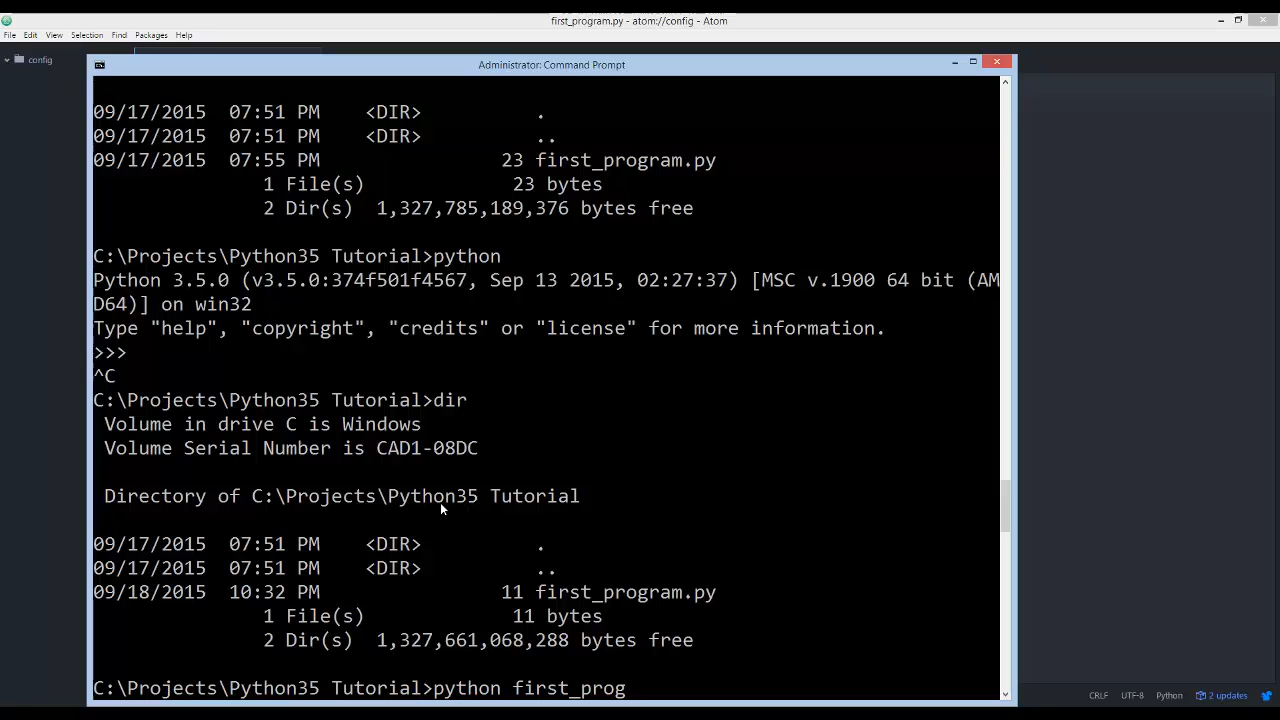 first_program.py - atom://config - Atom
File Edit View Selection Find Packages Help
config
Administrator: Command Prompt
09/17/2015 07:51 PM <DIR> .
09/17/2015 07:51 PM <DIR> ..
09/17/2015 07:55 PM 23 first_program.py
1 File(s) 23 bytes
2 Dir(s) 1,327,785,189,376 bytes free
C:\Projects\Python35 Tutorial>python
Python 3.5.0 (v3.5.0:374f501f4567, Sep 13 2015, 02:27:37) [MSC v.1900 64 bit (AM
D64)] on win32
Type "help", "copyright", "credits" or "license" for more information.
>>>
^C
C:\Projects\Python35 Tutorial>dir
Volume in drive C is Windows
Volume Serial Number is CAD1-08DC
Directory of C:\Projects\Python35 Tutorial
09/17/2015 07:51 PM <DIR> .
09/17/2015 07:51 PM <DIR> ..
09/18/2015 10:32 PM 11 first_program.py
1 File(s) 11 bytes
2 Dir(s) 1,327,661,068,288 bytes free
C:\Projects\Python35 Tutorial>python first_prog
CRLF UTF-8 Python 2 updates